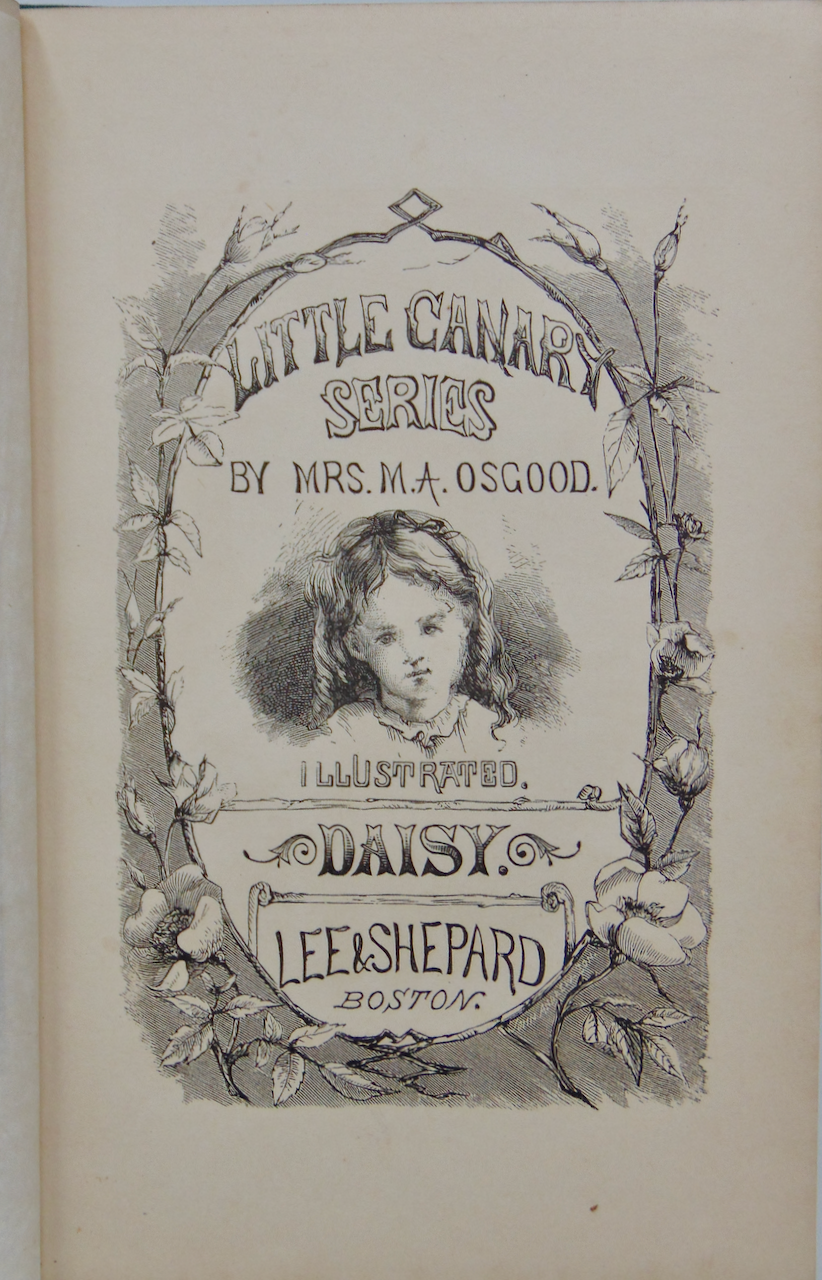 LITTLE CANARY
SERIES
BY MRS. M.A. OSGOOD.
ILLUSTRATED.
DAISY.
LEE & SHEPARD
BOSTON.